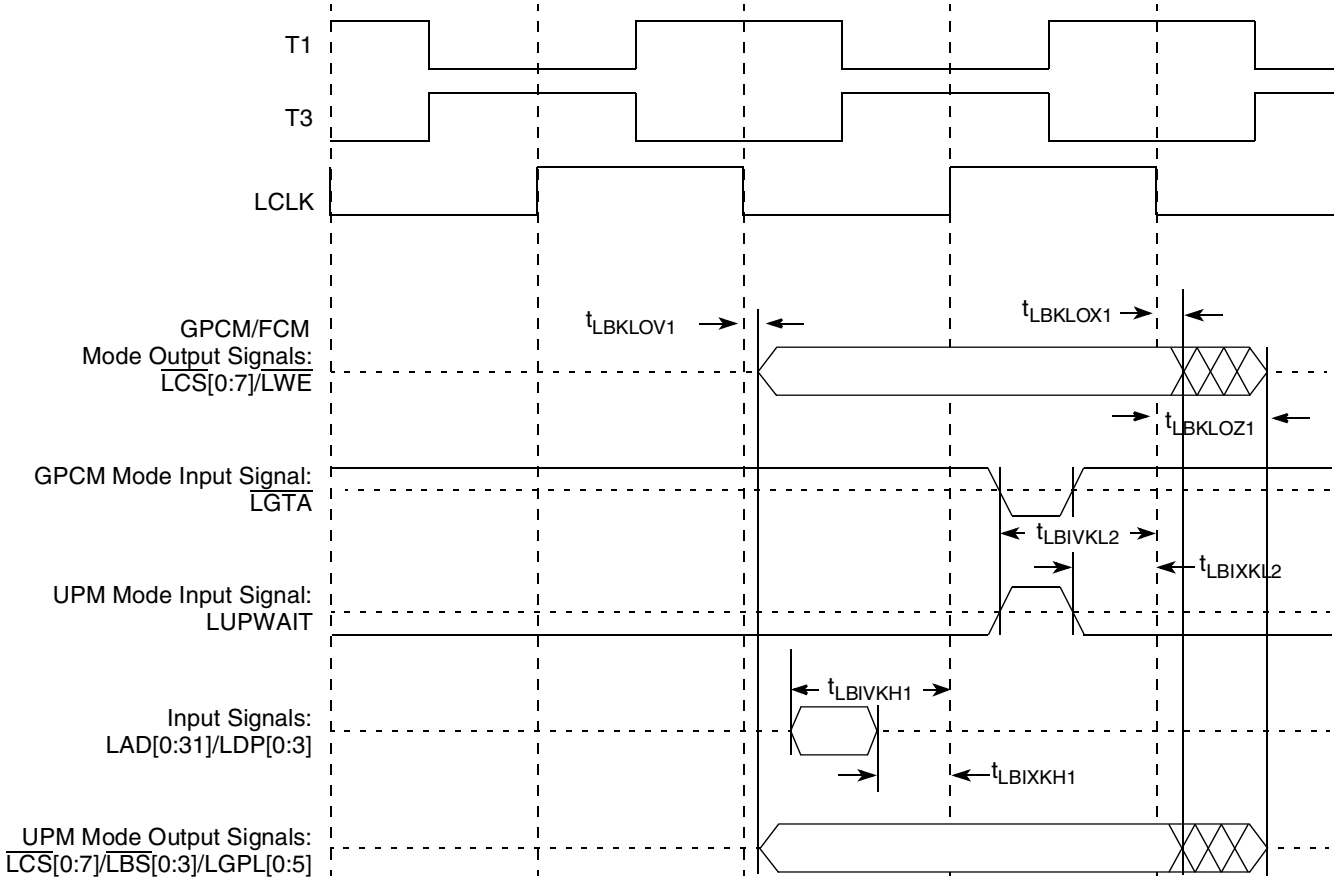 T1
T3
LCLK
GPCM/FCM
Mode Output Signals:
LCS[0:7]/LWE
tLBKLOV1
tLBKLOX1
tLBKLOZ1
GPCM Mode Input Signal:
LGTA
tLBIVKL2
tLBIXKL2
UPM Mode Input Signal:
LUPWAIT
tLBIVKH1
Input Signals:
LAD[0:31]/LDP[0:3]
tLBIXKH1
UPM Mode Output Signals:
LCS[0:7]/LBS[0:3]/LGPL[0:5]